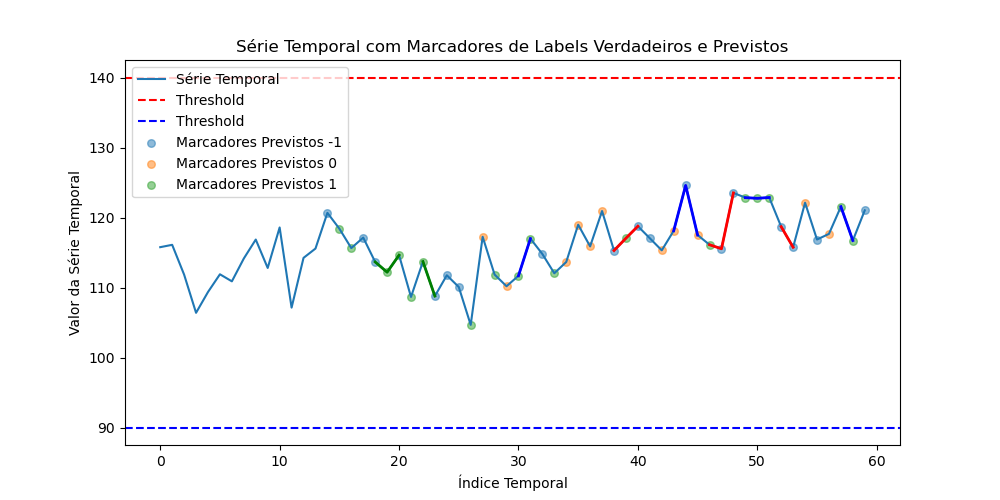 Série Temporal com Marcadores de Labels Verdadeiros e Previstos
Valor da Série Temporal
140
130
120
110
100
90
Série Temporal
Threshold
Threshold
Marcadores Previstos -1
Marcadores Previstos 0
Marcadores Previstos 1
0
10
20
30
40
50
60
Índice Temporal